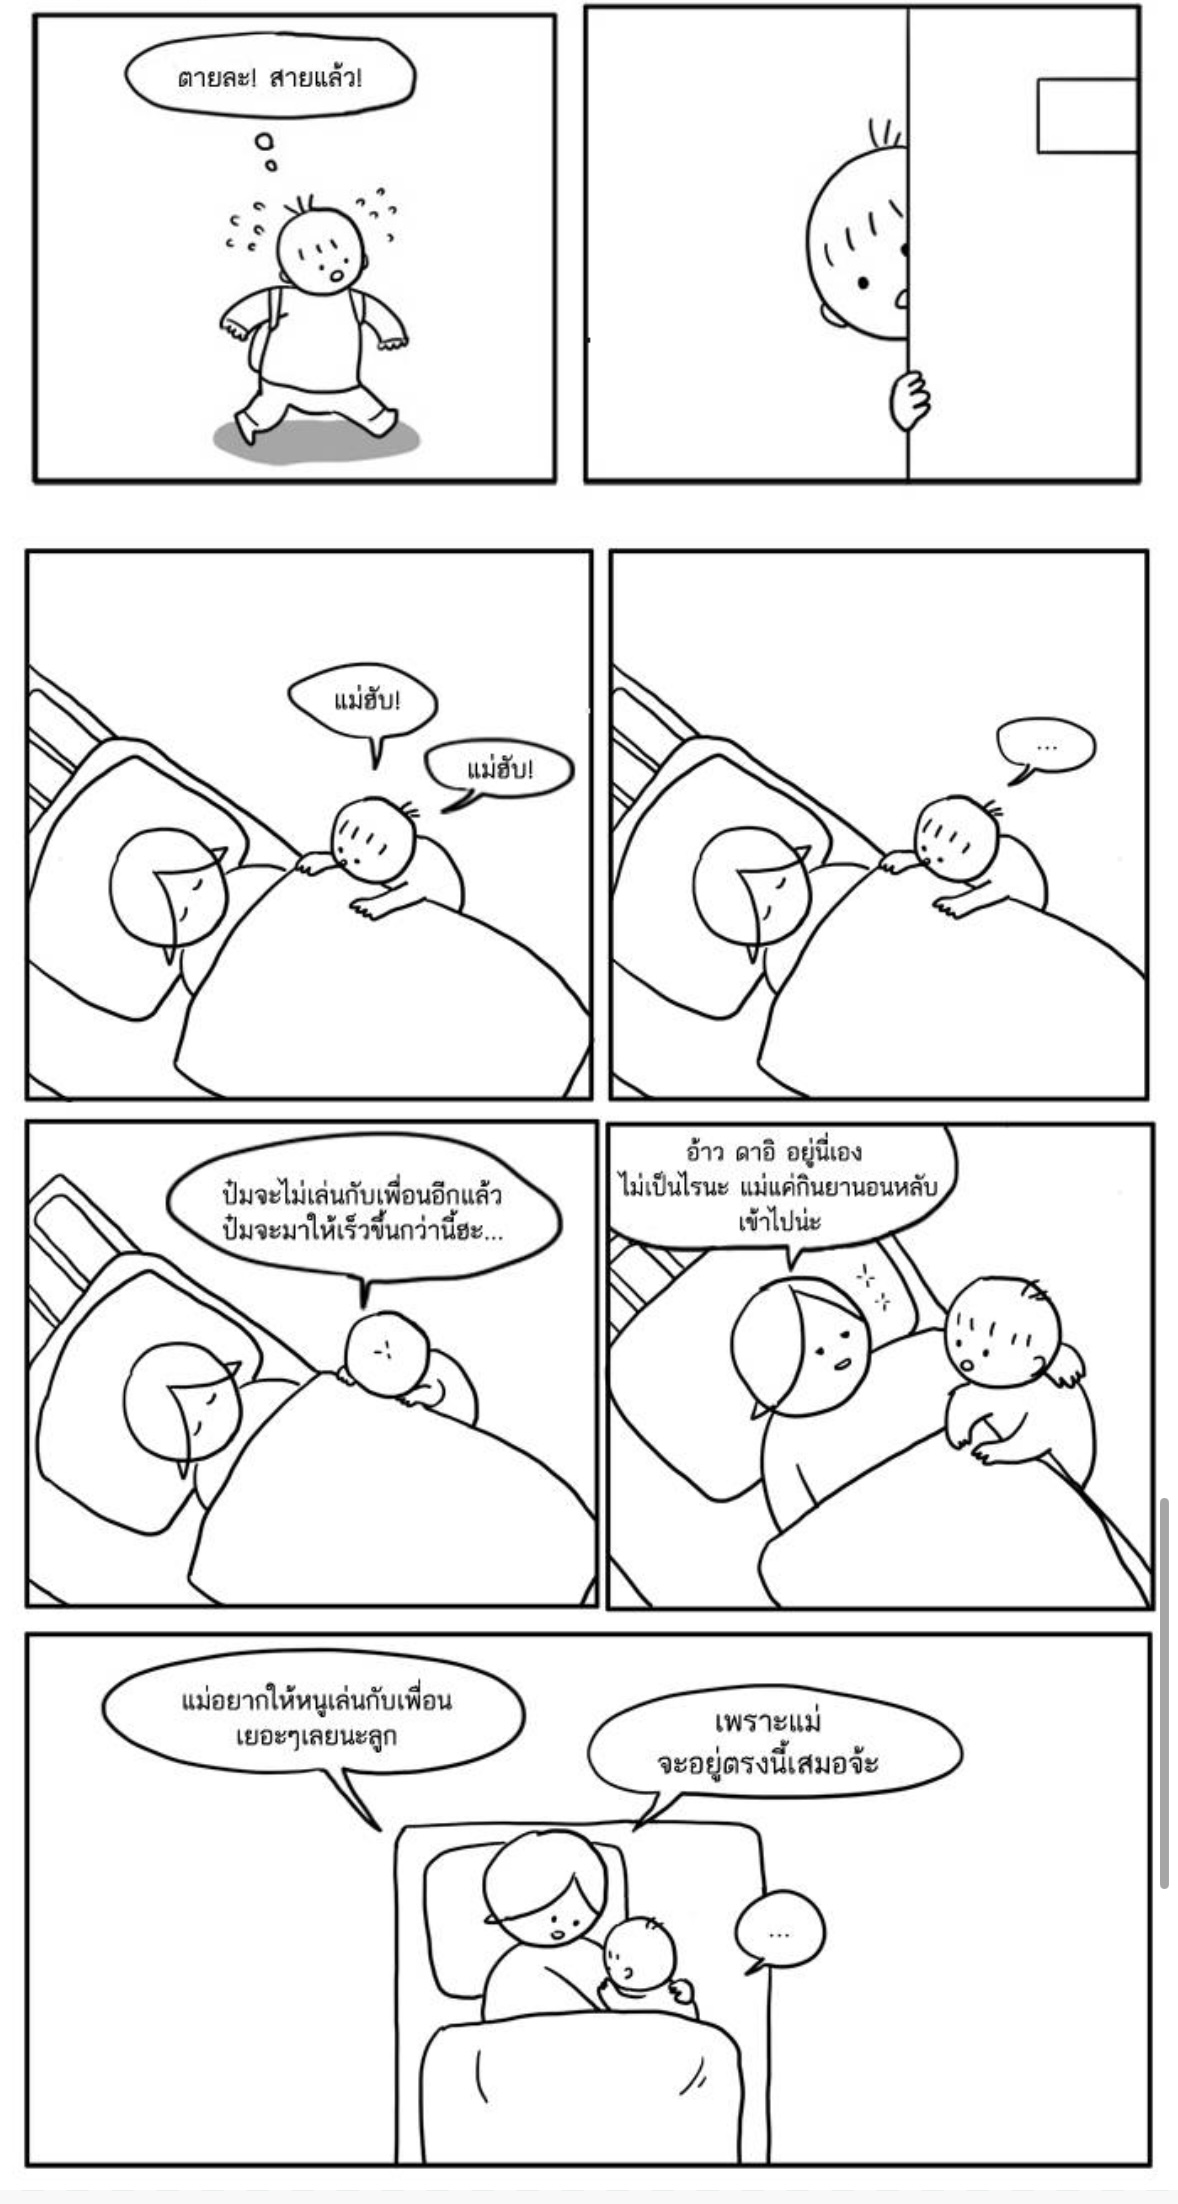 ตายละ! สายแล้ว!
แม่ฮับ!
แม่ฮับ!
...
ป๋มจะไม่เล่นกับเพื่อนอีกแล้ว
ป๋มจะมาให้เร็วขึ้นกว่านี้ฮะ...
อ้าว ดาอิ อยู่นี่เอง
ไม่เป็นไรนะ แม่แค่กินยานอนหลับ
เข้าไปน่ะ
แม่อยากให้หนูเล่นกับเพื่อน
เยอะๆเลยนะลูก
เพราะแม่
จะอยู่ตรงนี้เสมอจ้ะ
...